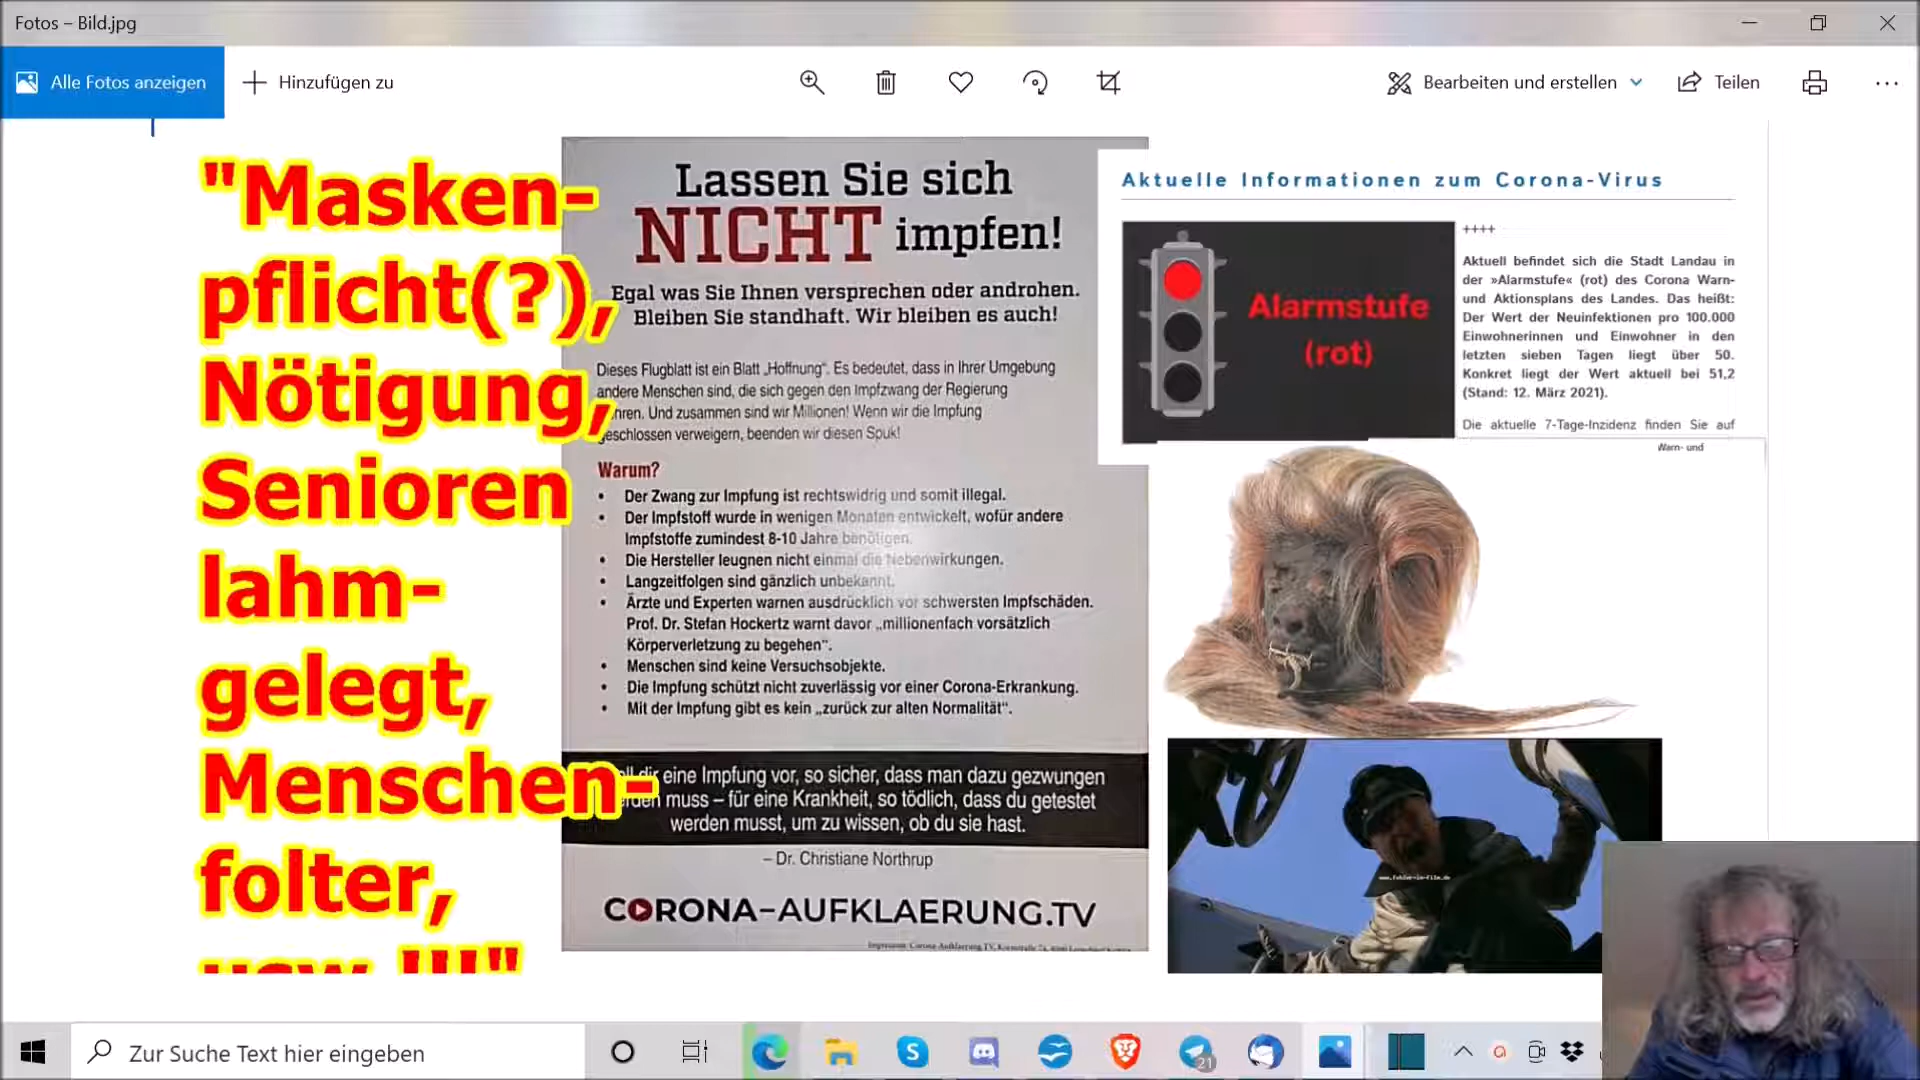 Fotos – Bild.jpg
Alle Fotos anzeigen
Hinzufügen zu
Bearbeiten und erstellen
Teilen
"Masken-
pflicht(?),
Nötigung,
Senioren
lahm-
gelegt,
Menschen-
folter,
usw.!!!"
Lassen Sie sich
NICHT impfen!
Egal was Sie Ihnen versprechen oder androhen.
Bleiben Sie standhaft. Wir bleiben es auch!
Dieses Flugblatt ist ein Blatt „Hoffnung“. Es bedeutet, dass in Ihrer Umgebung
andere Menschen sind, die sich gegen den Impfzwang der Regierung
Und zusammen sind wir Millionen! Wenn wir die Impfung
geschlossen verweigern, beenden wir diesen Spuk!
Warum?
• Der Zwang zur Impfung ist rechtswidrig und somit illegal.
• Der Impfstoff wurde in wenigen Monaten entwickelt, wofür andere
Impfstoffe zumindest 8-10 Jahre benötigen.
• Die Hersteller leugnen nicht einmal die Nebenwirkungen.
• Langzeitfolgen sind gänzlich unbekannt.
• Ärzte und Experten warnen ausdrücklich vor schwersten Impfschäden.
Prof. Dr. Stefan Hockertz warnt davor „millionenfach vorsätzlich
Körperverletzung zu begehen“.
• Menschen sind keine Versuchsobjekte.
• Die Impfung schützt nicht zuverlässig vor einer Corona-Erkrankung.
• Mit der Impfung gibt es kein „zurück zur alten Normalität“.
dir eine Impfung vor, so sicher, dass man dazu gezwungen
werden muss – für eine Krankheit, so tödlich, dass du getestet
werden musst, um zu wissen, ob du sie hast.
– Dr. Christiane Northrup
CORONA-AUFKLAERUNG.TV
Aktuelle Informationen zum Corona-Virus
Alarmstufe
(rot)
++++
Aktuell befindet sich die Stadt Landau in
der »Alarmstufe« (rot) des Corona Warn-
und Aktionsplans des Landes. Das heißt:
Der Wert der Neuinfektionen pro 100.000
Einwohnerinnen und Einwohner in den
letzten sieben Tagen liegt über 50.
Konkret liegt der Wert aktuell bei 51,2
(Stand: 12. März 2021).
Die aktuelle 7-Tage-Inzidenz finden Sie auf
Warn- und
www.fehler-im-film.de
Zur Suche Text hier eingeben
21